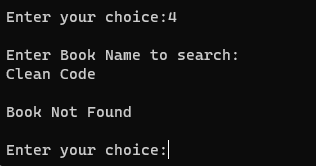 Enter your choice:4
Enter Book Name to search:
Clean Code
Book Not Found
Enter your choice: